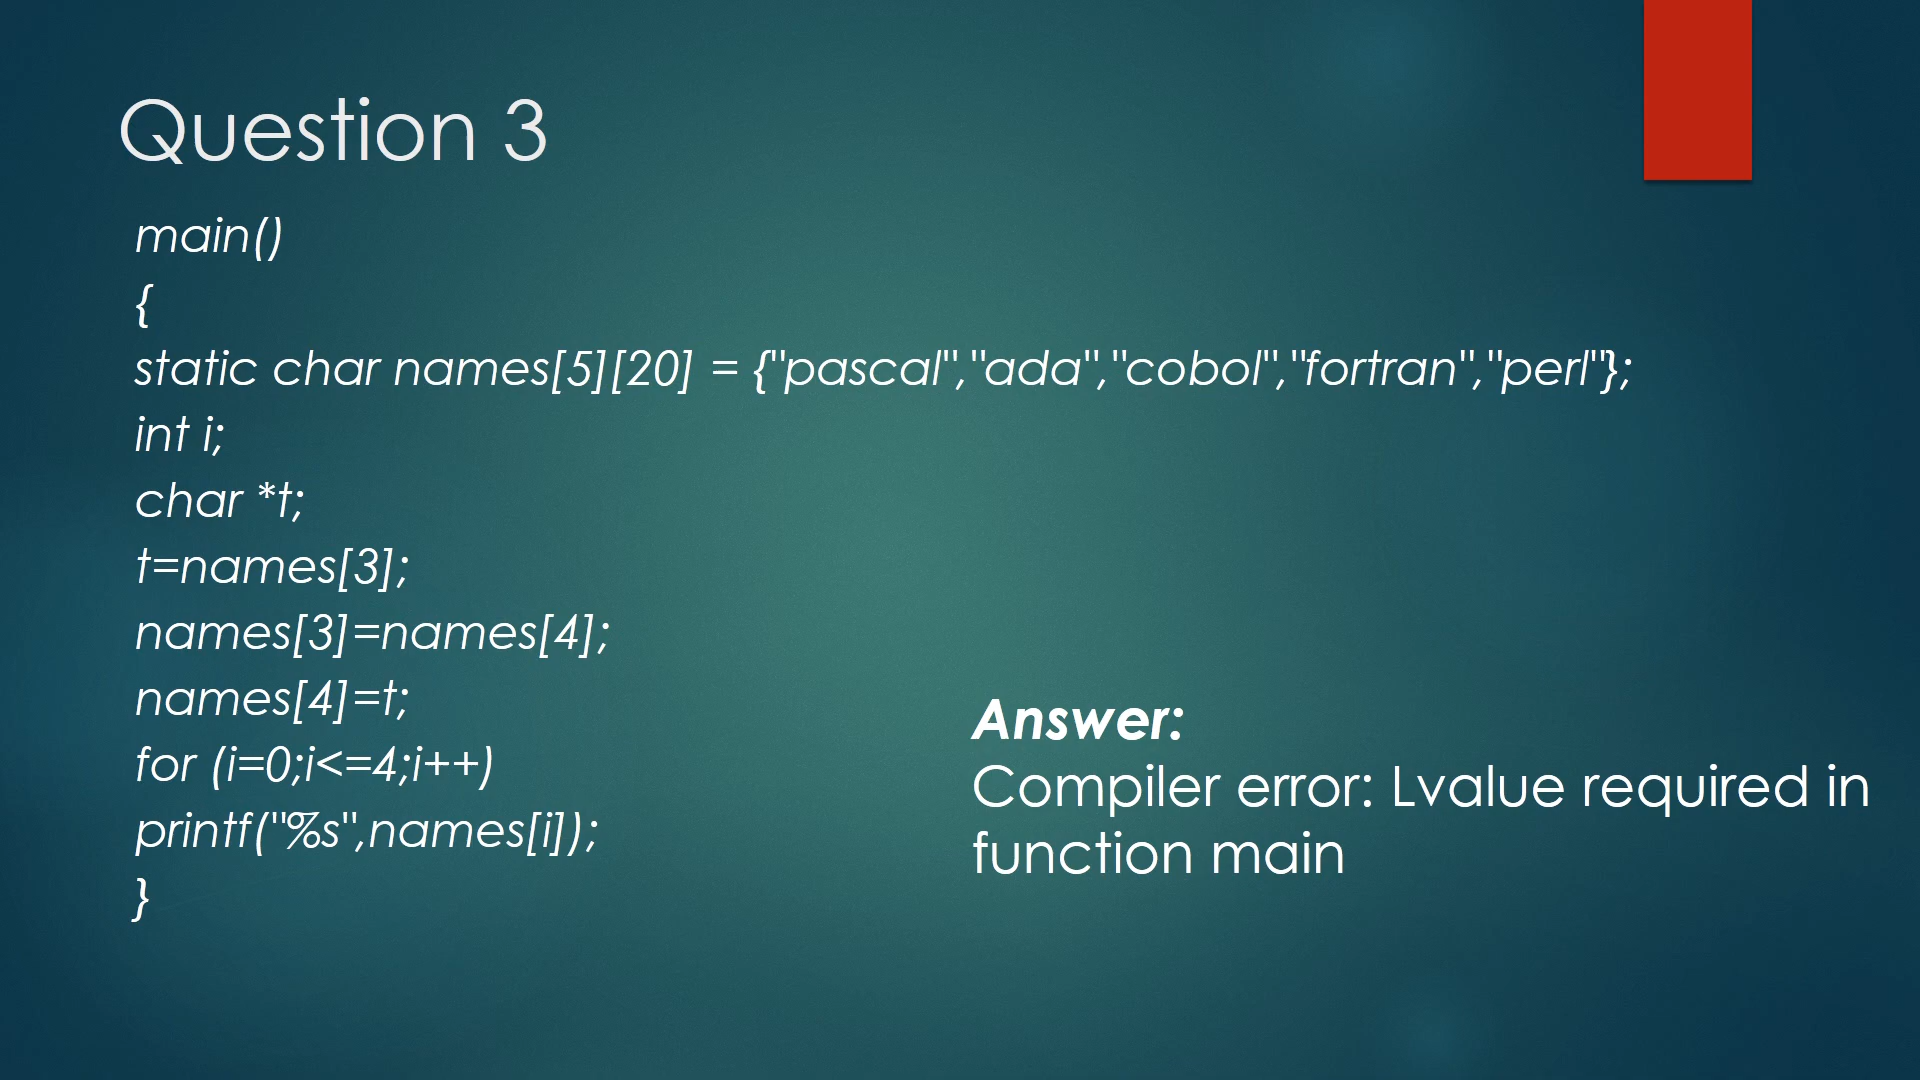 Question 3
main()
{
static char names[5][20] = {"pascal","ada","cobol","fortran","perl"};
int i;
char *t;
t=names[3];
names[3]=names[4];
names[4]=t;
for (i=0;i<=4;i++)
printf("%s",names[i]);
}
Answer:
Compiler error: Lvalue required in
function main